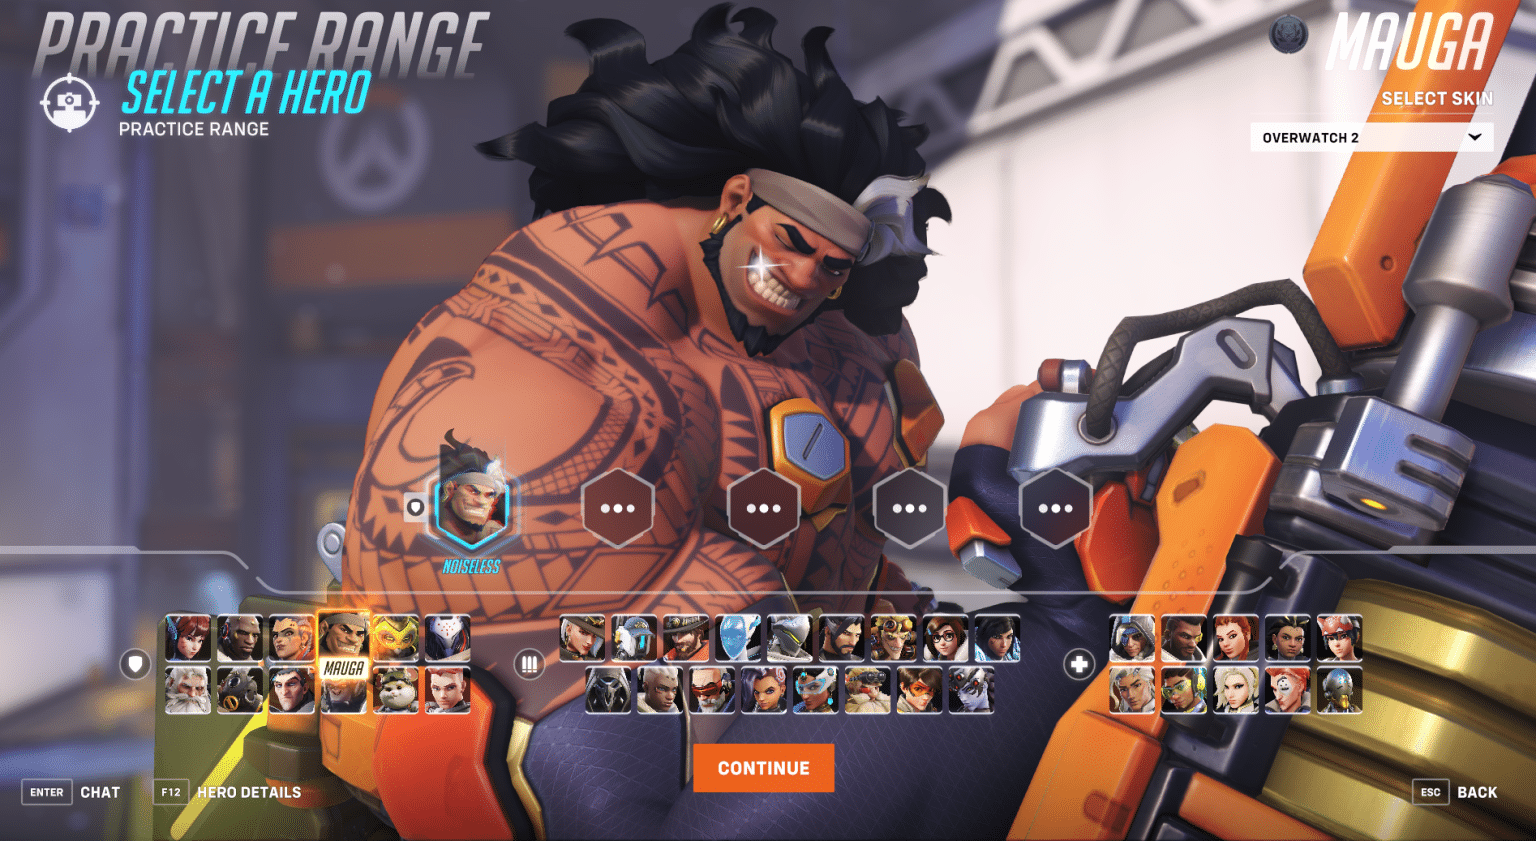 PRACTICE RANGE
SELECT A HERO
PRACTICE RANGE
MAUGA
SELECT SKIN
OVERWATCH 2
NOISELESS
MAUGA
CONTINUE
ENTER CHAT
F12 HERO DETAILS
ESC BACK